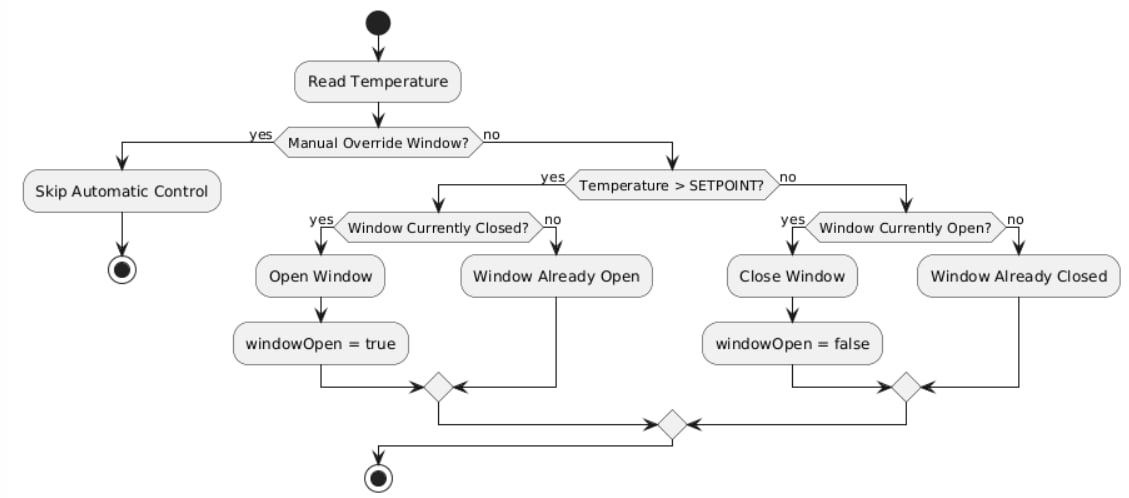 Read Temperature
yes
Manual Override Window?
no
Skip Automatic Control
yes
Temperature > SETPOINT?
no
yes
Window Currently Closed?
no
yes
Window Currently Open?
no
Open Window
Window Already Open
Close Window
Window Already Closed
windowOpen = true
windowOpen = false